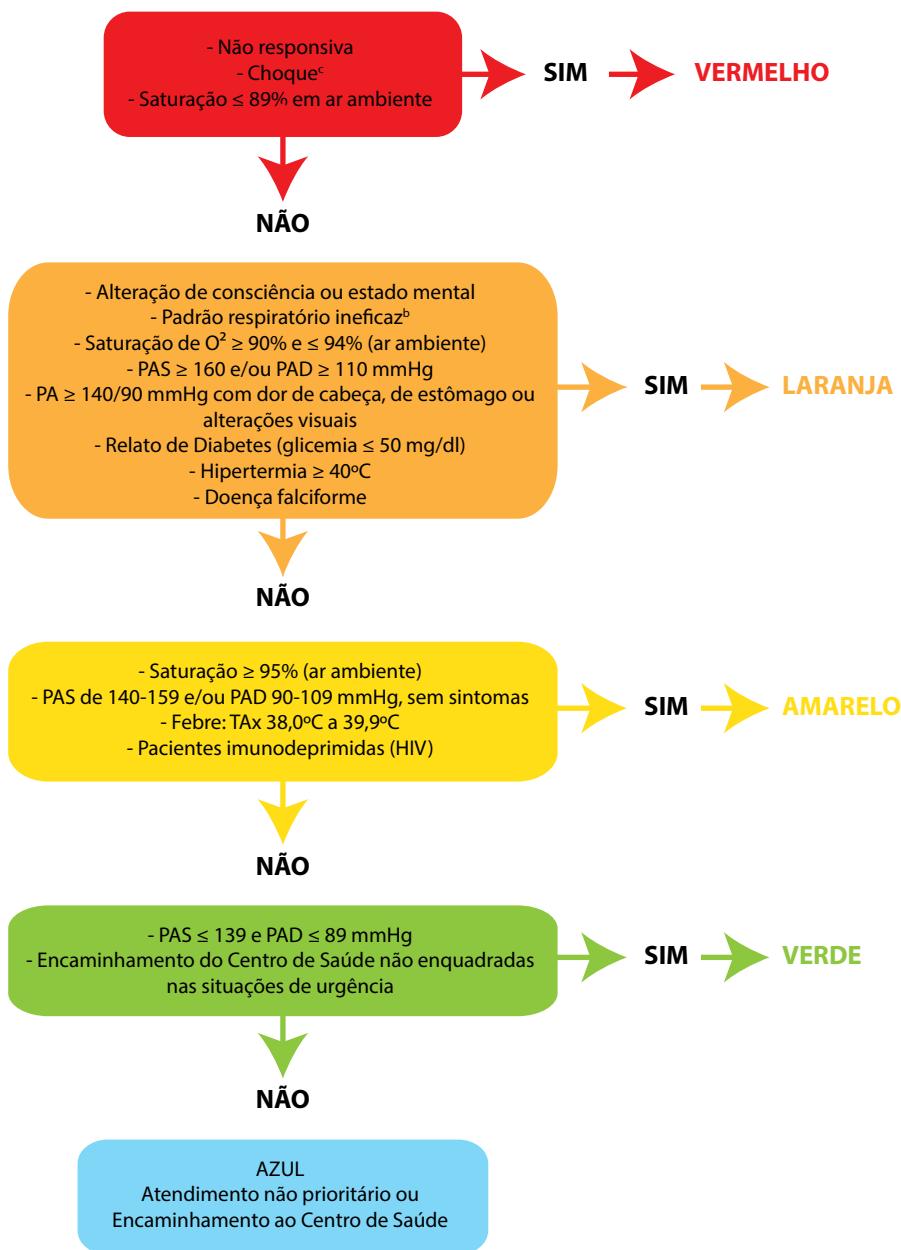 - Não responsiva
- Choqueᶜ
- Saturação ≤ 89% em ar ambiente
SIM
VERMELHO
NÃO
- Alteração de consciência ou estado mental
- Padrão respiratório ineficazᵇ
- Saturação de O² ≥ 90% e ≤ 94% (ar ambiente)
- PAS ≥ 160 e/ou PAD ≥ 110 mmHg
- PA ≥ 140/90 mmHg com dor de cabeça, de estômago ou
alterações visuais
- Relato de Diabetes (glicemia ≤ 50 mg/dl)
- Hipertermia ≥ 40ºC
- Doença falciforme
SIM
LARANJA
NÃO
- Saturação ≥ 95% (ar ambiente)
- PAS de 140-159 e/ou PAD 90-109 mmHg, sem sintomas
- Febre: TAx 38,0ºC a 39,9ºC
- Pacientes imunodeprimidas (HIV)
SIM
AMARELO
NÃO
- PAS ≤ 139 e PAD ≤ 89 mmHg
- Encaminhamento do Centro de Saúde não enquadradas
nas situações de urgência
SIM
VERDE
NÃO
AZUL
Atendimento não prioritário ou
Encaminhamento ao Centro de Saúde